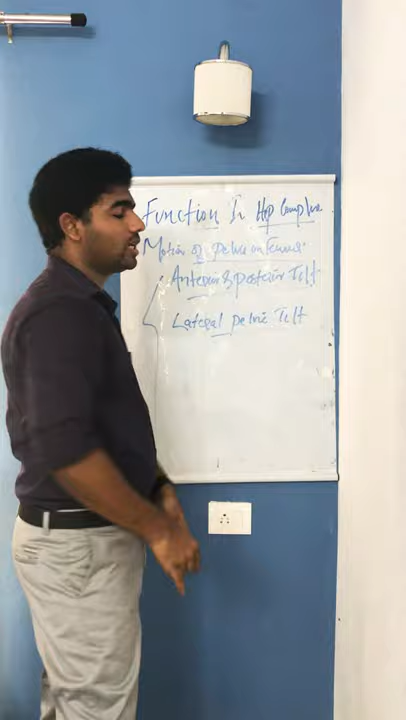 Function In Hip Complex
Motion of pelvis on Femur.
Anterior & posterior Tilt
Lateral pelvic Tilt